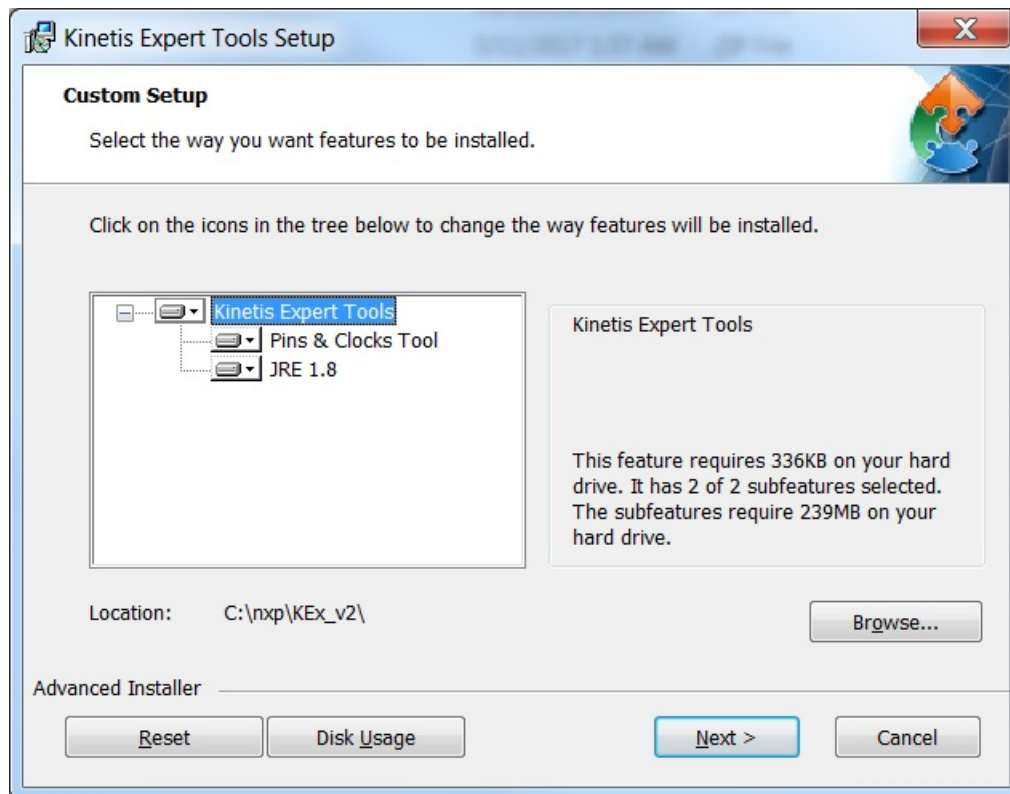 Kinetis Expert Tools Setup
Custom Setup
Select the way you want features to be installed.
Click on the icons in the tree below to change the way features will be installed.
Kinetis Expert Tools
Pins & Clocks Tool
JRE 1.8
Kinetis Expert Tools
This feature requires 336KB on your hard
drive. It has 2 of 2 subfeatures selected.
The subfeatures require 239MB on your
hard drive.
Location: C:\nxp\KEx_v2\
Browse...
Advanced Installer
Reset Disk Usage Next > Cancel